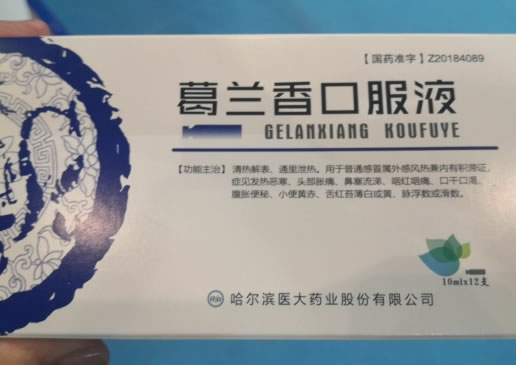 【国药准字】Z20184089
葛兰香口服液
GELANXIANG KOUFUYE
【功能主治】清热解表、通里泄热。用于普通感冒属外感风热兼内有积滞证,
症见发热恶寒、头部胀痛、鼻塞流涕、咽红咽痛、口干口渴、
腹胀便秘、小便黄赤、舌红苔薄白或黄、脉浮数或滑数。
10mlx12支
哈尔滨医大药业股份有限公司